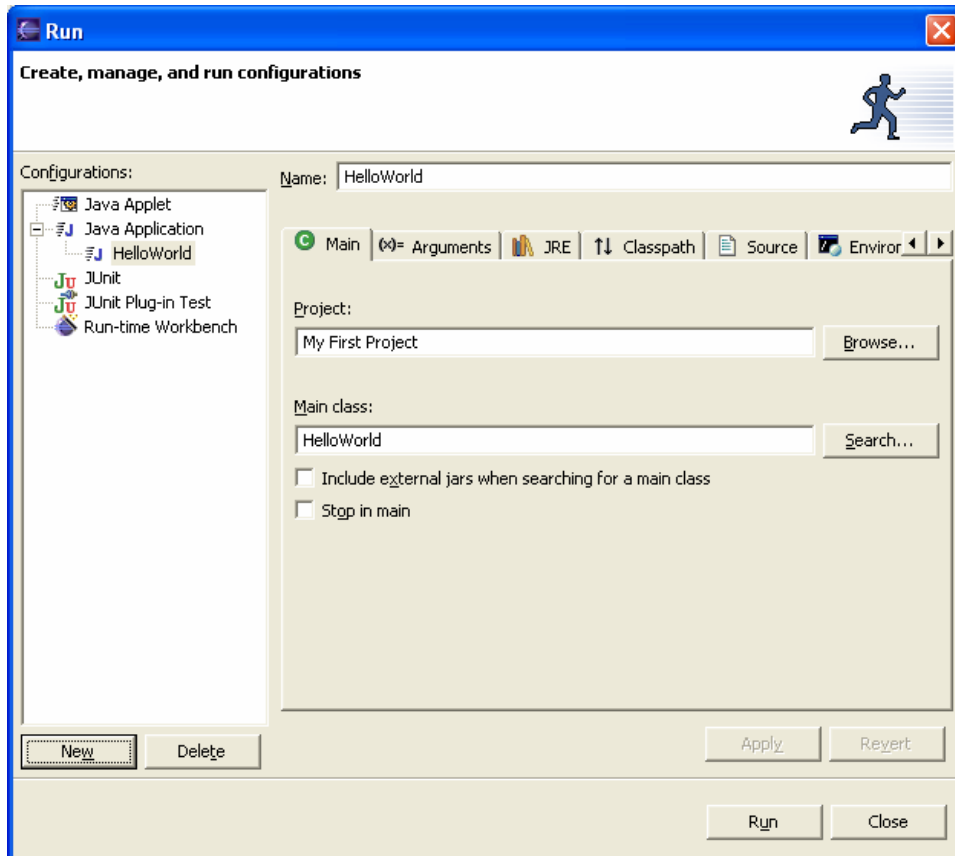 Run
Create, manage, and run configurations
Configurations:
Java Applet
Java Application
HelloWorld
JUnit
JUnit Plug-in Test
Run-time Workbench
New Delete
Name: HelloWorld
Main (x)= Arguments JRE Classpath Source Enviror
Project:
My First Project Browse...
Main class:
HelloWorld Search...
Include external jars when searching for a main class
Stop in main
Apply Revert
Run Close